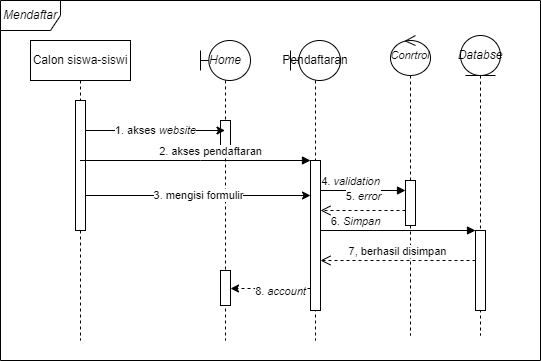 Mendaftar
Calon siswa-siswi
Home
Pendaftaran
Conrtrol
Databse
1. akses website
2. akses pendaftaran
3. mengisi formulir
4. validation
5. error
6. Simpan
7, berhasil disimpan
8. account